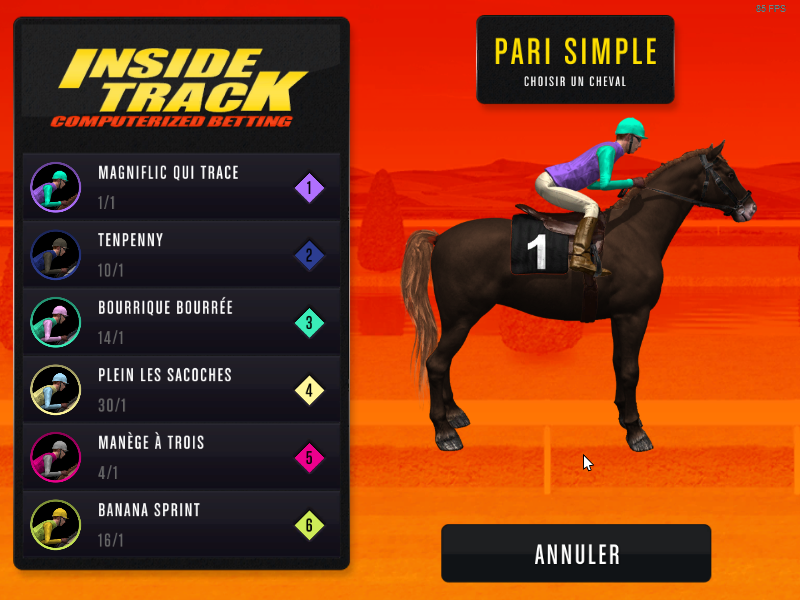 35 FPS
INSIDE
TRACK
COMPUTERIZED BETTING
PARI SIMPLE
CHOISIR UN CHEVAL
MAGNIFLIC QUI TRACE
1/1
1
TENPENNY
10/1
2
BOURRIQUE BOURRÉE
14/1
3
PLEIN LES SACOCHES
30/1
4
MANÈGE À TROIS
4/1
5
BANANA SPRINT
16/1
6
1
ANNULER